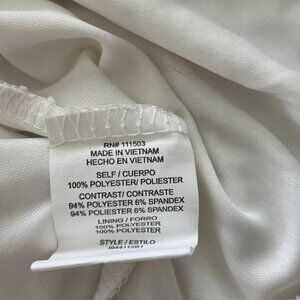 RN# 111503
MADE IN VIETNAM
HECHO EN VIETNAM
SELF / CUERPO
100% POLYESTER/ POLIESTER
CONTRAST/ CONTRASTE
94% POLYESTER 6% SPANDEX
94% POLIESTER 6% SPANDEX
LINING / FORRO
100% POLYESTER
100% POLIESTER
STYLE / ESTILO